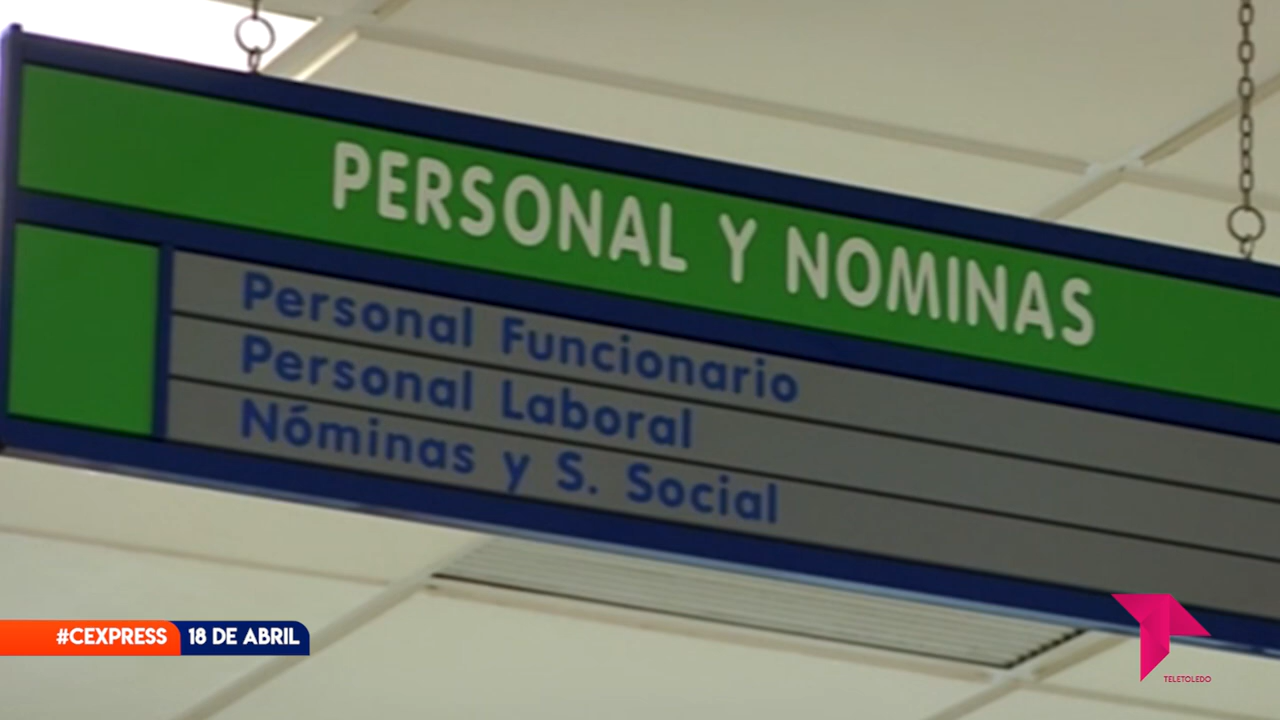 PERSONAL Y NOMINAS
Personal Funcionario
Personal Laboral
Nóminas y S. Social
#CEXPRESS 18 DE ABRIL
TELETOLEDO